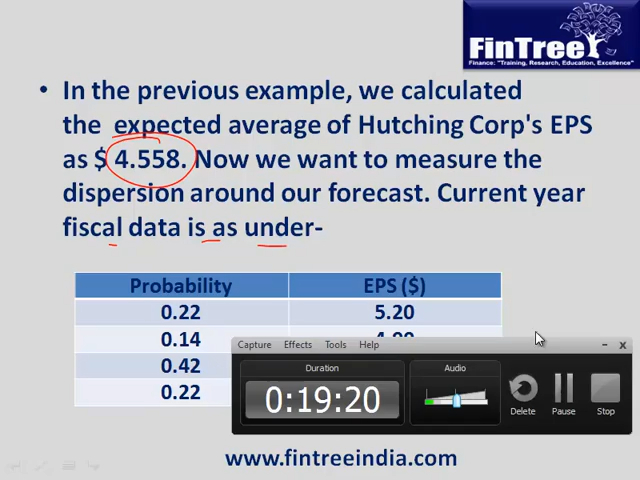 FinTree
Finance: "Training, Research, Education, Excellence"
• In the previous example, we calculated
the expected average of Hutching Corp's EPS
as $ 4.558. Now we want to measure the
dispersion around our forecast. Current year
fiscal data is as under-
Probability EPS ($)
0.22 5.20
0.14
0.42
0.22
Capture Effects Tools Help
Duration Audio
0:19:20
Delete Pause Stop
www.fintreeindia.com